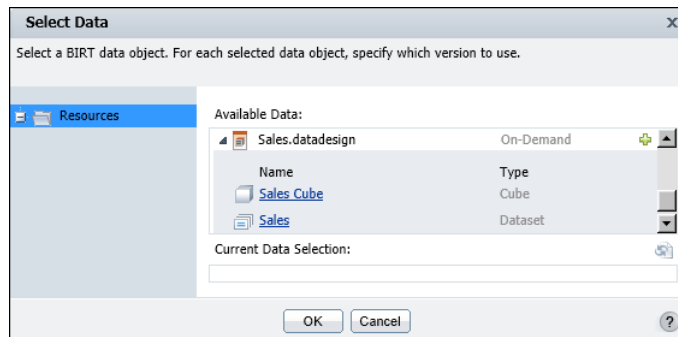 Select Data
x
Select a BIRT data object. For each selected data object, specify which version to use.
Resources
Available Data:
Sales.datadesign On-Demand
Name Type
Sales Cube Cube
Sales Dataset
Current Data Selection:
OK Cancel ?